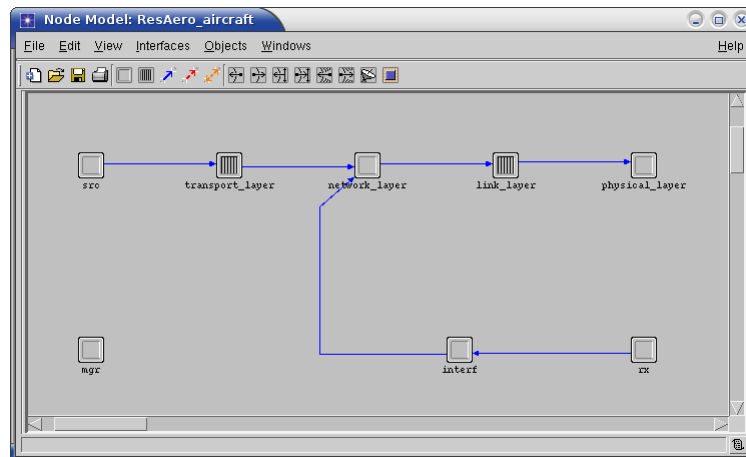 Node Model: ResAero_aircraft
File Edit View Interfaces Objects Windows Help
src transport_layer network_layer link_layer physical_layer
mgr interf rx